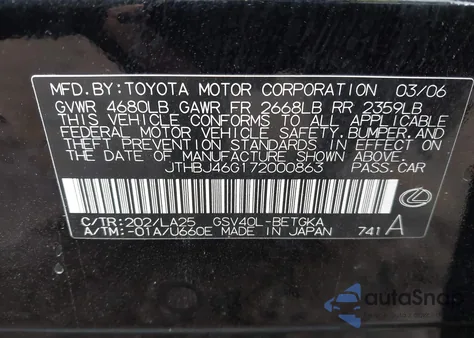 MFD. BY: TOYOTA MOTOR CORPORATION 03/06
GVWR 4680LB GAWR FR 2668LB RR 2359LB
THIS VEHICLE CONFORMS TO ALL APPLICABLE
FEDERAL MOTOR VEHICLE SAFETY, BUMPER, AND
THEFT PREVENTION STANDARDS IN EFFECT ON
THE DATE OF MANUFACTURE SHOWN ABOVE.
JTHBJ46G172000863 PASS. CAR
C/TR: 202/LA25 GSV40L-BETGKA
A/TM: -01A/U660E MADE IN JAPAN 741 A
autoSnap